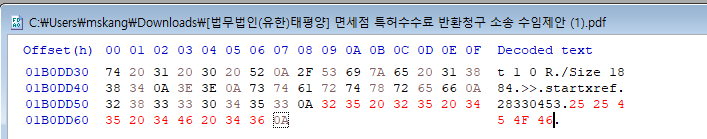 C:₩Users₩mskang₩Downloads₩[법무법인(유한)태평양] 면세점 특허수수료 반환청구 소송 수임제안 (1).pdf
Offset(h) 00 01 02 03 04 05 06 07 08 09 0A 0B 0C 0D 0E 0F Decoded text
01B0DD30 74 20 31 20 30 20 52 0A 2F 53 69 7A 65 20 31 38 t 1 0 R./Size 18
01B0DD40 38 34 0A 3E 3E 0A 73 74 61 72 74 78 72 65 66 0A 84.>>.startxref.
01B0DD50 32 38 33 33 30 34 35 33 0A 32 35 20 32 35 20 34 28330453.25 25 4
01B0DD60 35 20 34 46 20 34 36 0A 5 4F 46.